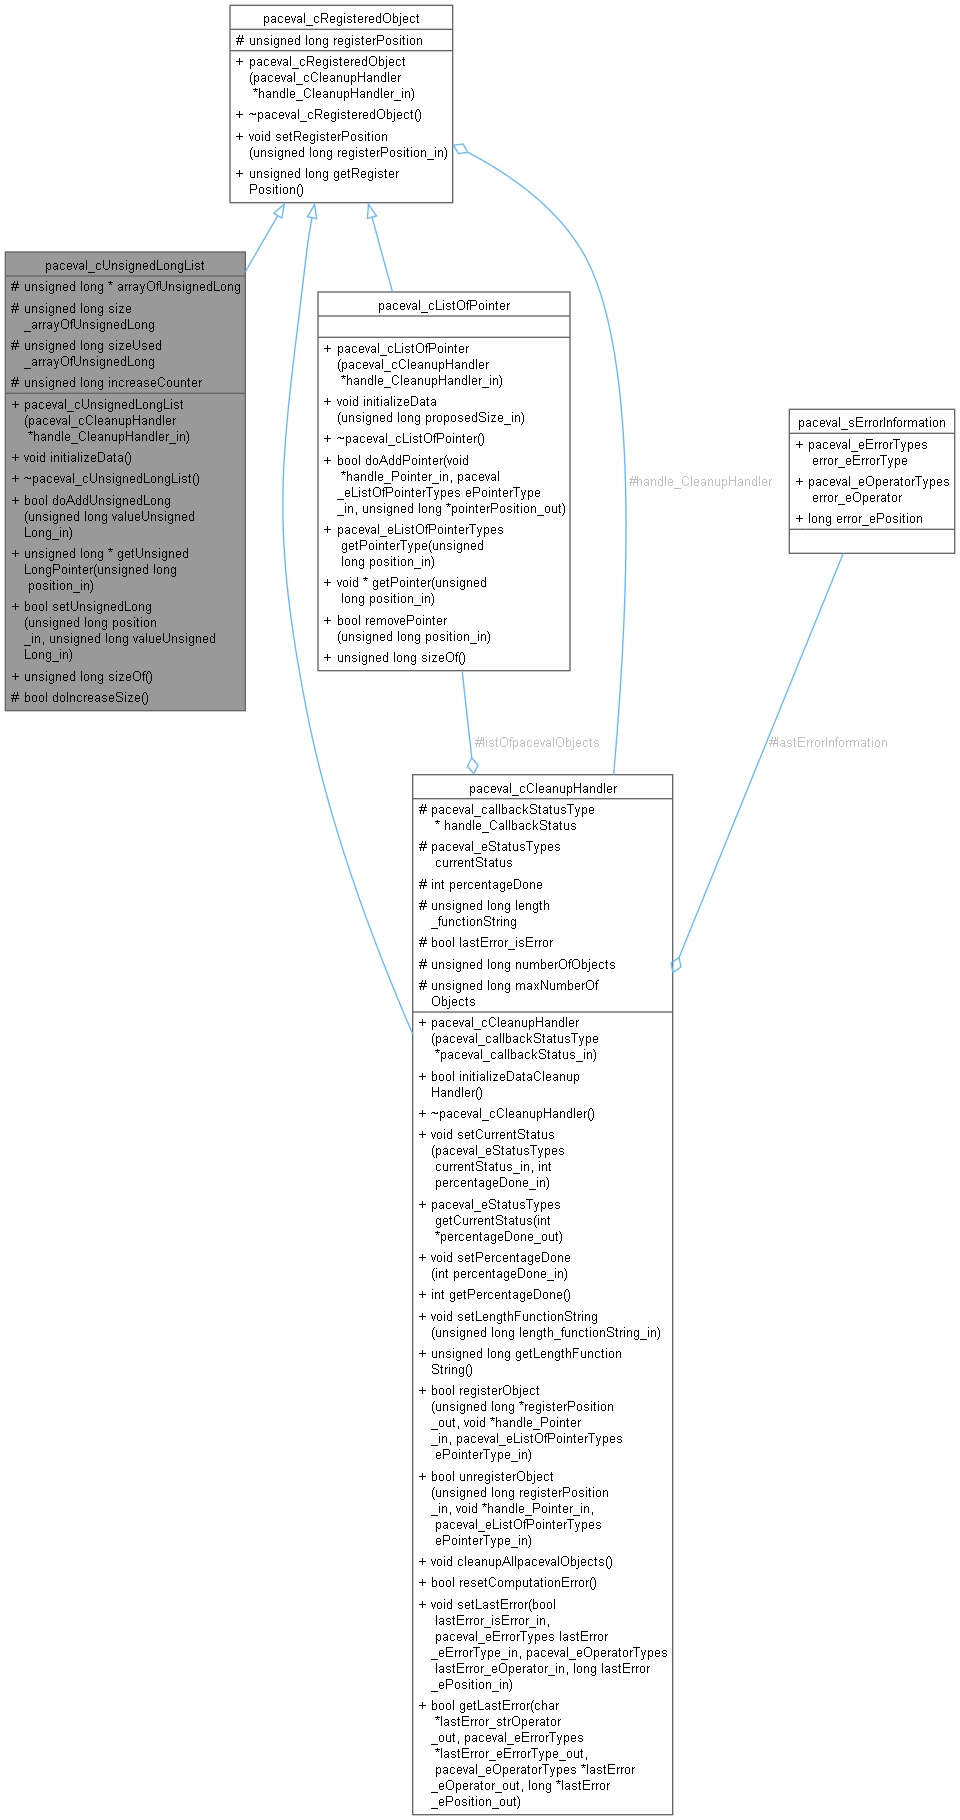 paceval_cRegisteredObject
# unsigned long registerPosition
+ paceval_cRegisteredObject
(paceval_cCleanupHandler
*handle_CleanupHandler_in)
+ ~paceval_cRegisteredObject()
+ void setRegisterPosition
(unsigned long registerPosition_in)
+ unsigned long getRegister
Position()
paceval_cUnsignedLongList
# unsigned long * arrayOfUnsignedLong
# unsigned long size
_arrayOfUnsignedLong
# unsigned long sizeUsed
_arrayOfUnsignedLong
# unsigned long increaseCounter
+ paceval_cUnsignedLongList
(paceval_cCleanupHandler
*handle_CleanupHandler_in)
+ void initializeData()
+ ~paceval_cUnsignedLongList()
+ bool doAddUnsignedLong
(unsigned long valueUnsigned
Long_in)
+ unsigned long * getUnsigned
LongPointer(unsigned long
position_in)
+ bool setUnsignedLong
(unsigned long position
_in, unsigned long valueUnsigned
Long_in)
+ unsigned long sizeOf()
# bool doIncreaseSize()
paceval_cListOfPointer
+ paceval_cListOfPointer
(paceval_cCleanupHandler
*handle_CleanupHandler_in)
+ void initializeData
(unsigned long proposedSize_in)
+ ~paceval_cListOfPointer()
+ bool doAddPointer(void
*handle_Pointer_in, paceval
_eListOfPointerTypes ePointerType
_in, unsigned long *pointerPosition_out)
+ paceval_eListOfPointerTypes
getPointerType(unsigned
long position_in)
+ void * getPointer(unsigned
long position_in)
+ bool removePointer
(unsigned long position_in)
+ unsigned long sizeOf()
paceval_sErrorInformation
+ paceval_eErrorTypes
error_eErrorType
+ paceval_eOperatorTypes
error_eOperator
+ long error_ePosition
#handle_CleanupHandler
#listOfpacevalObjects
#lastErrorInformation
paceval_cCleanupHandler
# paceval_callbackStatusType
* handle_CallbackStatus
# paceval_eStatusTypes
currentStatus
# int percentageDone
# unsigned long length
_functionString
# bool lastError_isError
# unsigned long numberOfObjects
# unsigned long maxNumberOf
Objects
+ paceval_cCleanupHandler
(paceval_callbackStatusType
*paceval_callbackStatus_in)
+ bool initializeDataCleanup
Handler()
+ ~paceval_cCleanupHandler()
+ void setCurrentStatus
(paceval_eStatusTypes
currentStatus_in, int
percentageDone_in)
+ paceval_eStatusTypes
getCurrentStatus(int
*percentageDone_out)
+ void setPercentageDone
(int percentageDone_in)
+ int getPercentageDone()
+ void setLengthFunctionString
(unsigned long length_functionString_in)
+ unsigned long getLengthFunction
String()
+ bool registerObject
(unsigned long *registerPosition
_out, void *handle_Pointer
_in, paceval_eListOfPointerTypes
ePointerType_in)
+ bool unregisterObject
(unsigned long registerPosition
_in, void *handle_Pointer_in,
paceval_eListOfPointerTypes
ePointerType_in)
+ void cleanupAllpacevalObjects()
+ bool resetComputationError()
+ void setLastError(bool
lastError_isError_in,
paceval_eErrorTypes lastError
_eErrorType_in, paceval_eOperatorTypes
lastError_eOperator_in, long lastError
_ePosition_in)
+ bool getLastError(char
*lastError_strOperator
_out, paceval_eErrorTypes
*lastError_eErrorType_out,
paceval_eOperatorTypes *lastError
_eOperator_out, long *lastError
_ePosition_out)